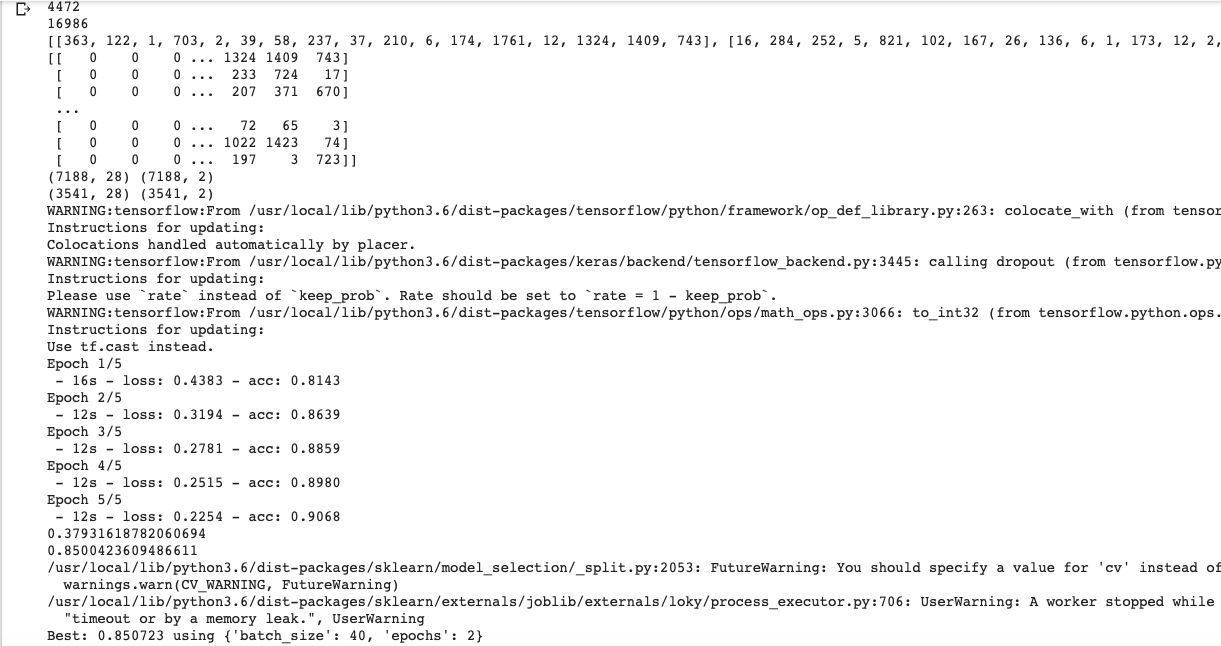 4472
16986
[[363, 122, 1, 703, 2, 39, 58, 237, 37, 210, 6, 174, 1761, 12, 1324, 1409, 743], [16, 284, 252, 5, 821, 102, 167, 26, 136, 6, 1, 173, 12, 2,
[[ 0 0 0 ... 1324 1409 743]
[ 0 0 0 ... 233 724 17]
[ 0 0 0 ... 207 371 670]
...
[ 0 0 0 ... 72 65 3]
[ 0 0 0 ... 1022 1423 74]
[ 0 0 0 ... 197 3 723]]
(7188, 28) (7188, 2)
(3541, 28) (3541, 2)
WARNING:tensorflow:From /usr/local/lib/python3.6/dist-packages/tensorflow/python/framework/op_def_library.py:263: colocate_with (from tensor
Instructions for updating:
Colocations handled automatically by placer.
WARNING:tensorflow:From /usr/local/lib/python3.6/dist-packages/keras/backend/tensorflow_backend.py:3445: calling dropout (from tensorflow.py
Instructions for updating:
Please use `rate` instead of `keep_prob`. Rate should be set to `rate = 1 - keep_prob`.
WARNING:tensorflow:From /usr/local/lib/python3.6/dist-packages/tensorflow/python/ops/math_ops.py:3066: to_int32 (from tensorflow.python.ops.
Instructions for updating:
Use tf.cast instead.
Epoch 1/5
- 16s - loss: 0.4383 - acc: 0.8143
Epoch 2/5
- 12s - loss: 0.3194 - acc: 0.8639
Epoch 3/5
- 12s - loss: 0.2781 - acc: 0.8859
Epoch 4/5
- 12s - loss: 0.2515 - acc: 0.8980
Epoch 5/5
- 12s - loss: 0.2254 - acc: 0.9068
0.37931618782060694
0.8500423609486611
/usr/local/lib/python3.6/dist-packages/sklearn/model_selection/_split.py:2053: FutureWarning: You should specify a value for 'cv' instead of
warnings.warn(CV_WARNING, FutureWarning)
/usr/local/lib/python3.6/dist-packages/sklearn/externals/joblib/externals/loky/process_executor.py:706: UserWarning: A worker stopped while
"timeout or by a memory leak.", UserWarning
Best: 0.850723 using {'batch_size': 40, 'epochs': 2}